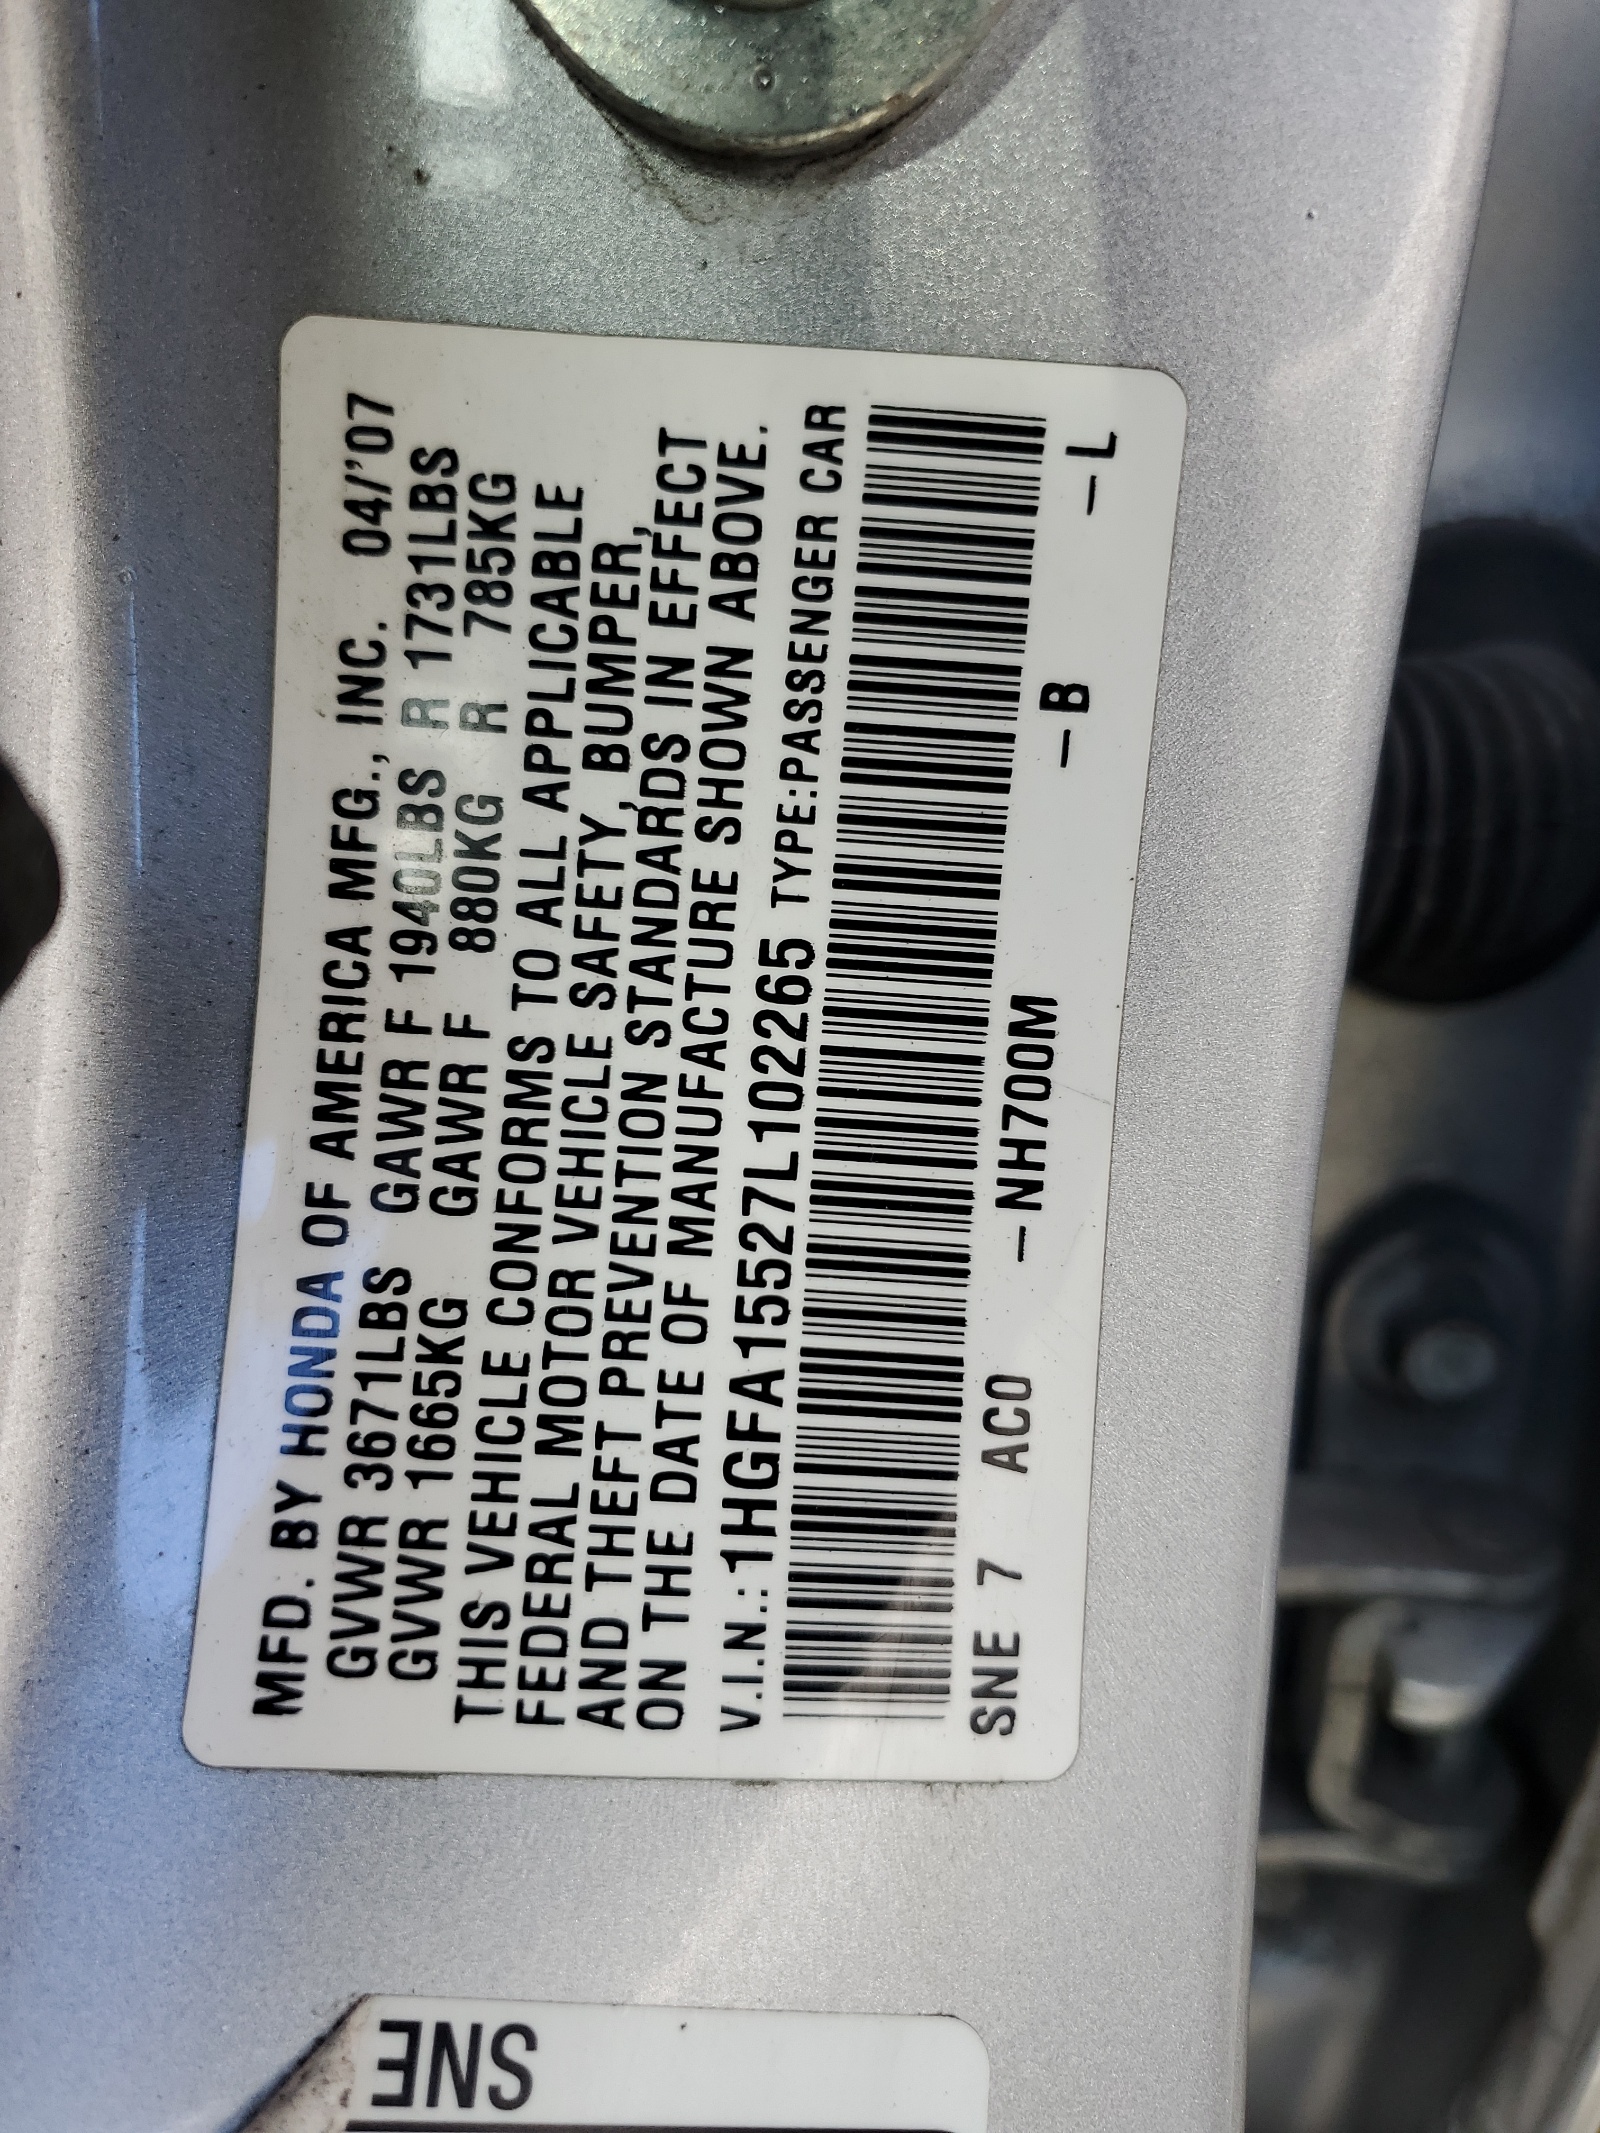 MFD. BY HONDA OF AMERICA MFG., INC. 04/'07
GVWR 3671LBS GAWR F 1940LBS R 1731LBS
GVWR 1665KG GAWR F 880KG R 785KG
THIS VEHICLE CONFORMS TO ALL APPLICABLE
FEDERAL MOTOR VEHICLE SAFETY, BUMPER,
AND THEFT PREVENTION STANDARDS IN EFFECT
ON THE DATE OF MANUFACTURE SHOWN ABOVE.
V.I.N.:1HGFA15527L102265 TYPE:PASSENGER CAR
SNE 7 AC0 –NH700M –B –L
SNE